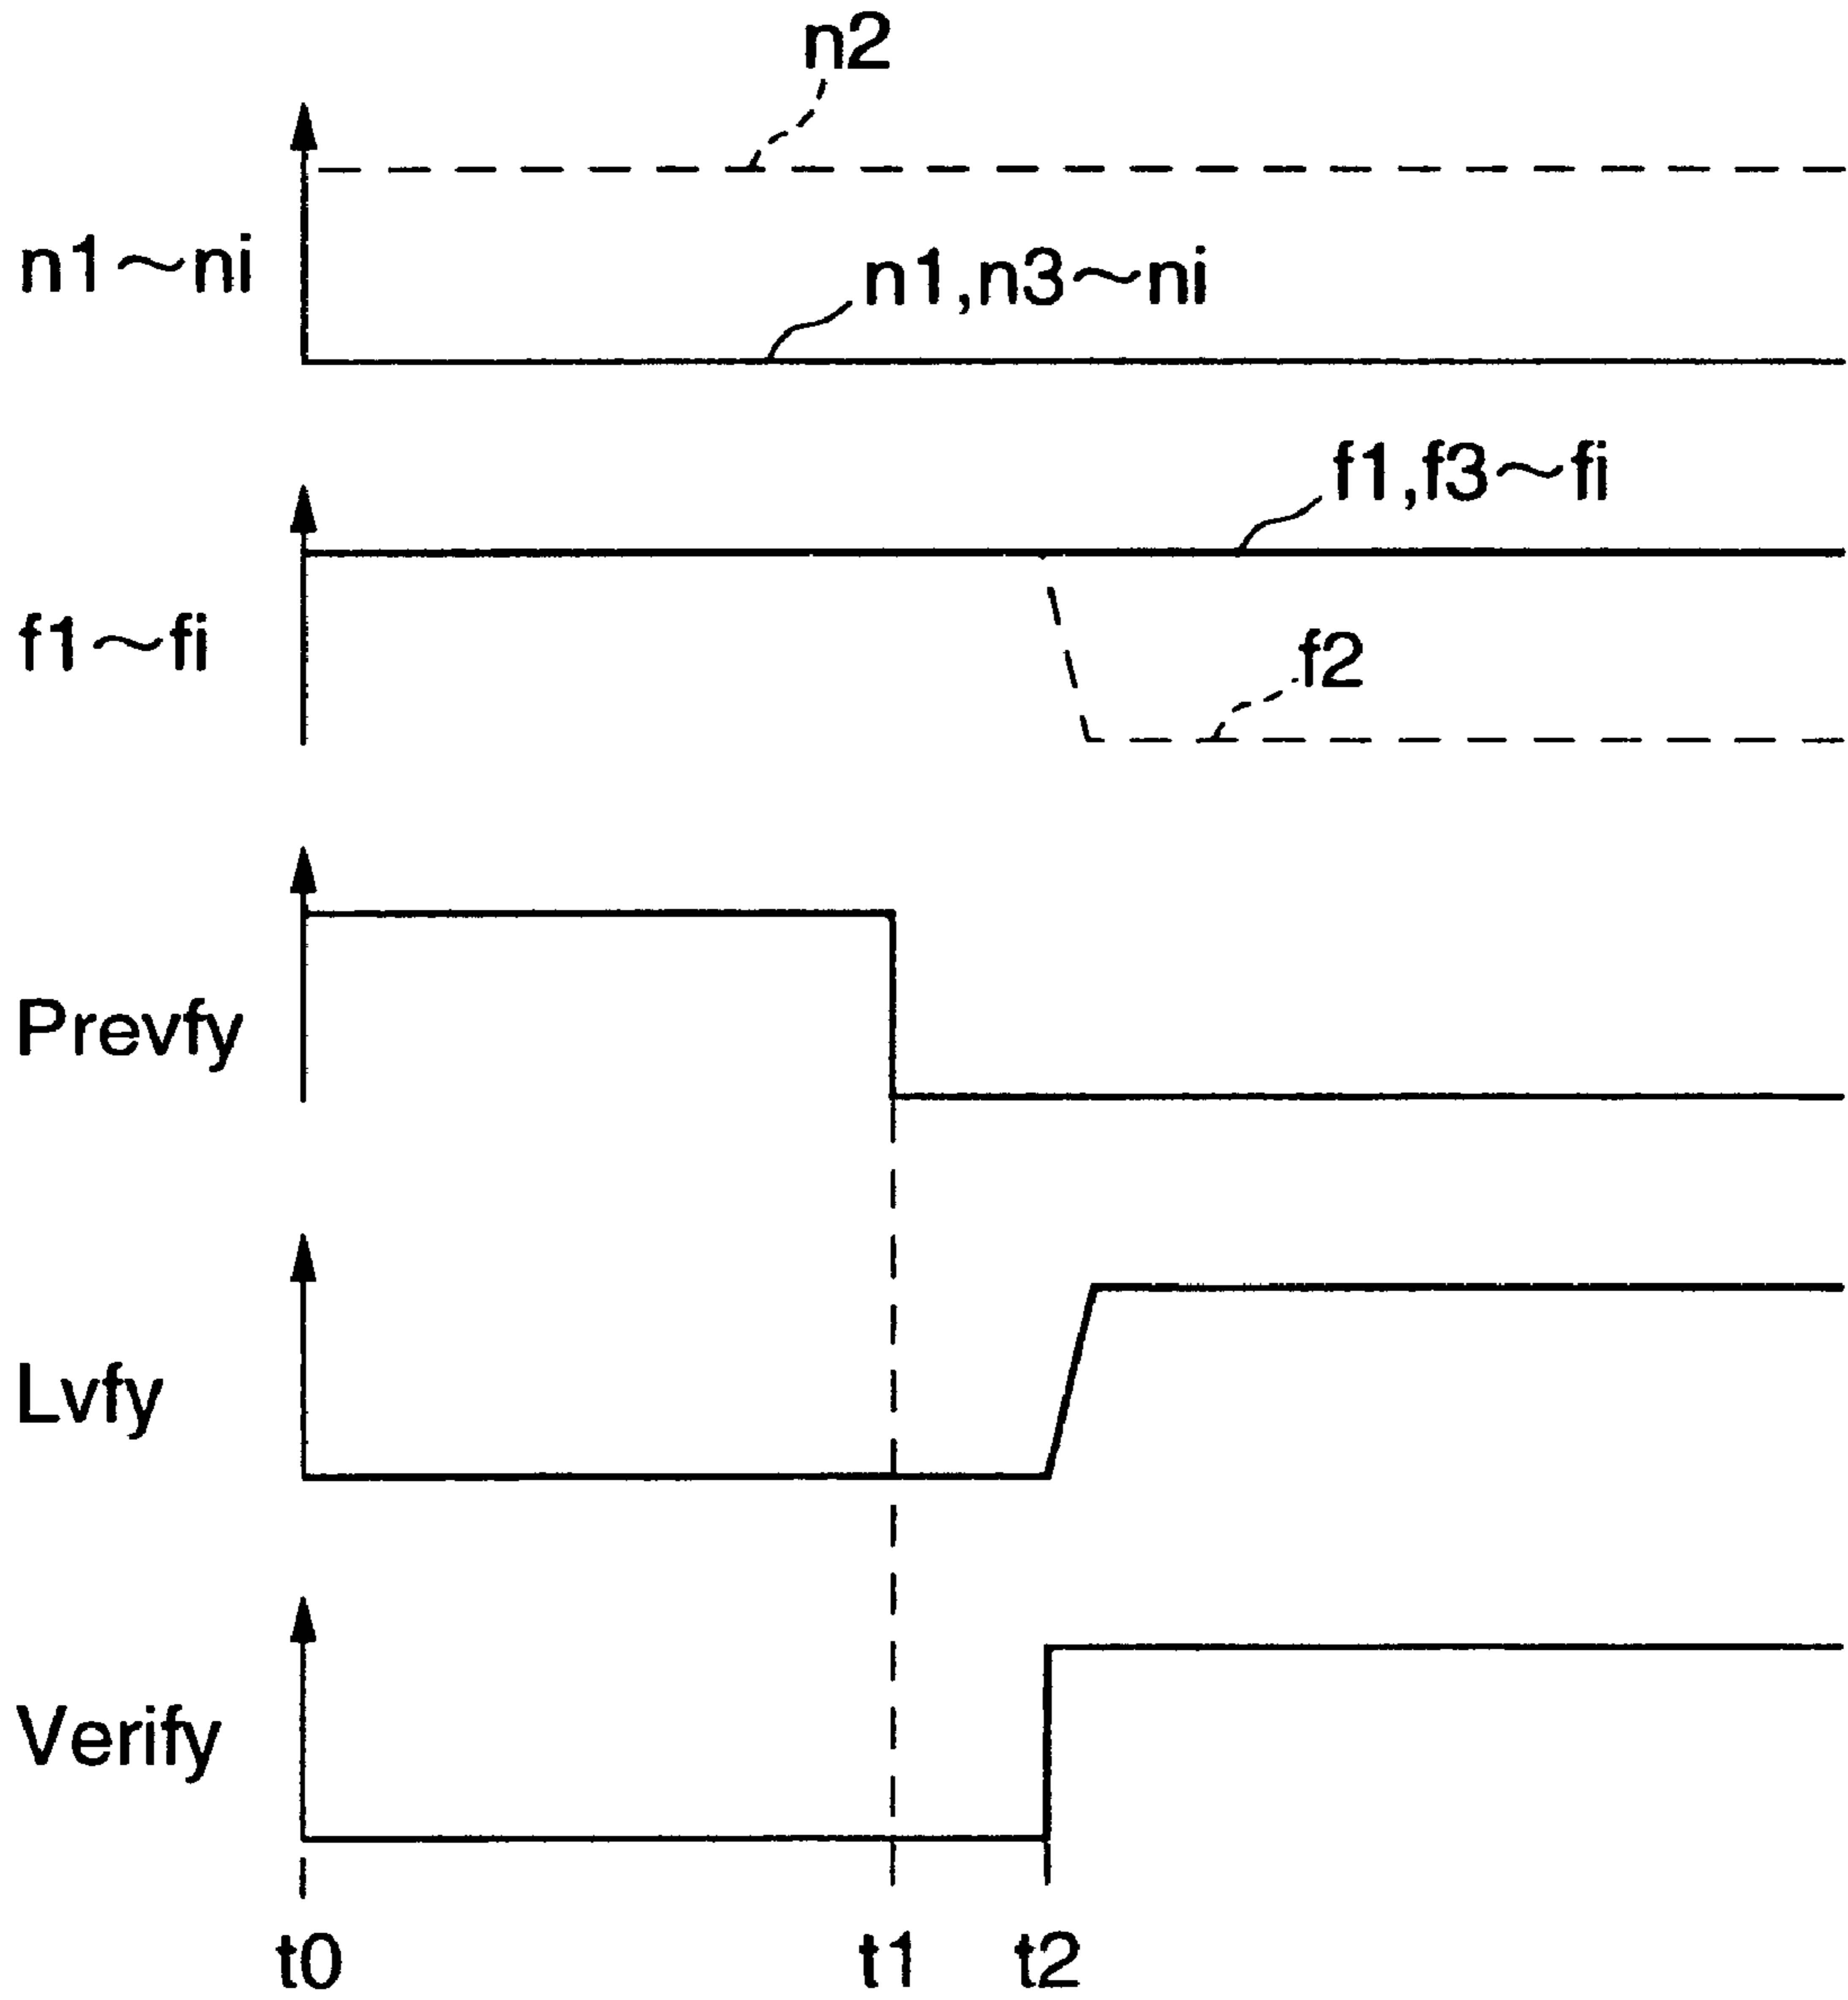 n2
n1～ni
n1,n3～ni
f1,f3～fi
f1～fi
f2
Prevfy
Lvfy
Verify
t0 t1 t2